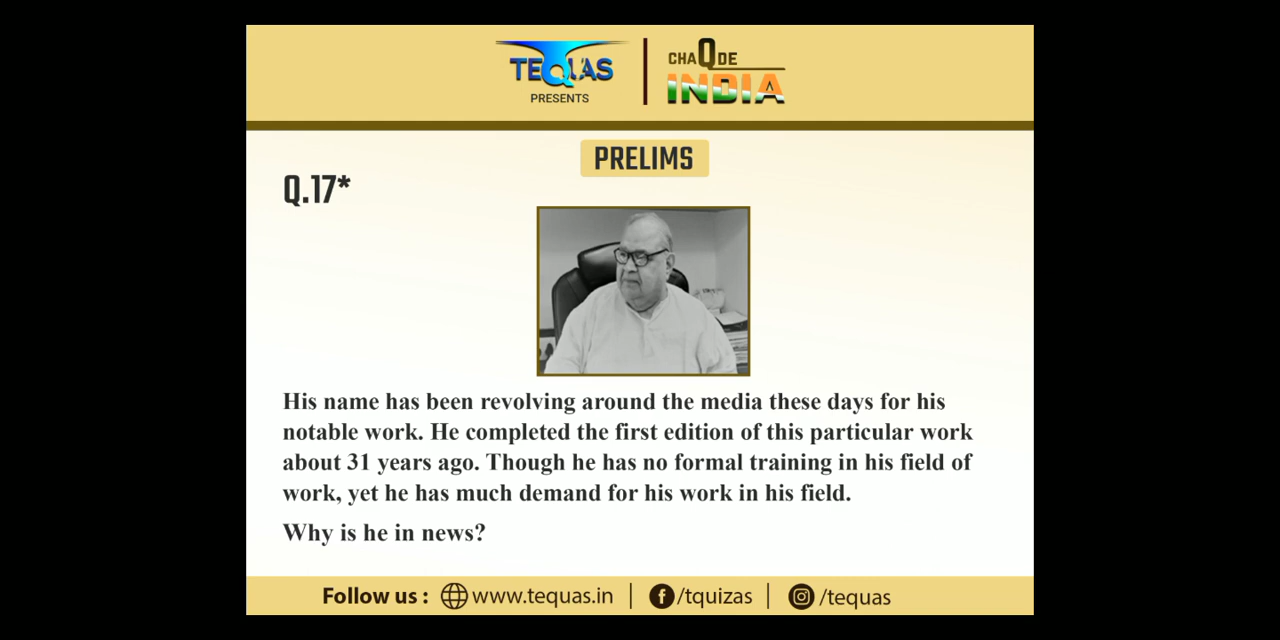 TEQUAS
PRESENTS
CHAQDE
INDIA
PRELIMS
Q.17*
His name has been revolving around the media these days for his
notable work. He completed the first edition of this particular work
about 31 years ago. Though he has no formal training in his field of
work, yet he has much demand for his work in his field.
Why is he in news?
Follow us : www.tequas.in | /tquizas | /tequas